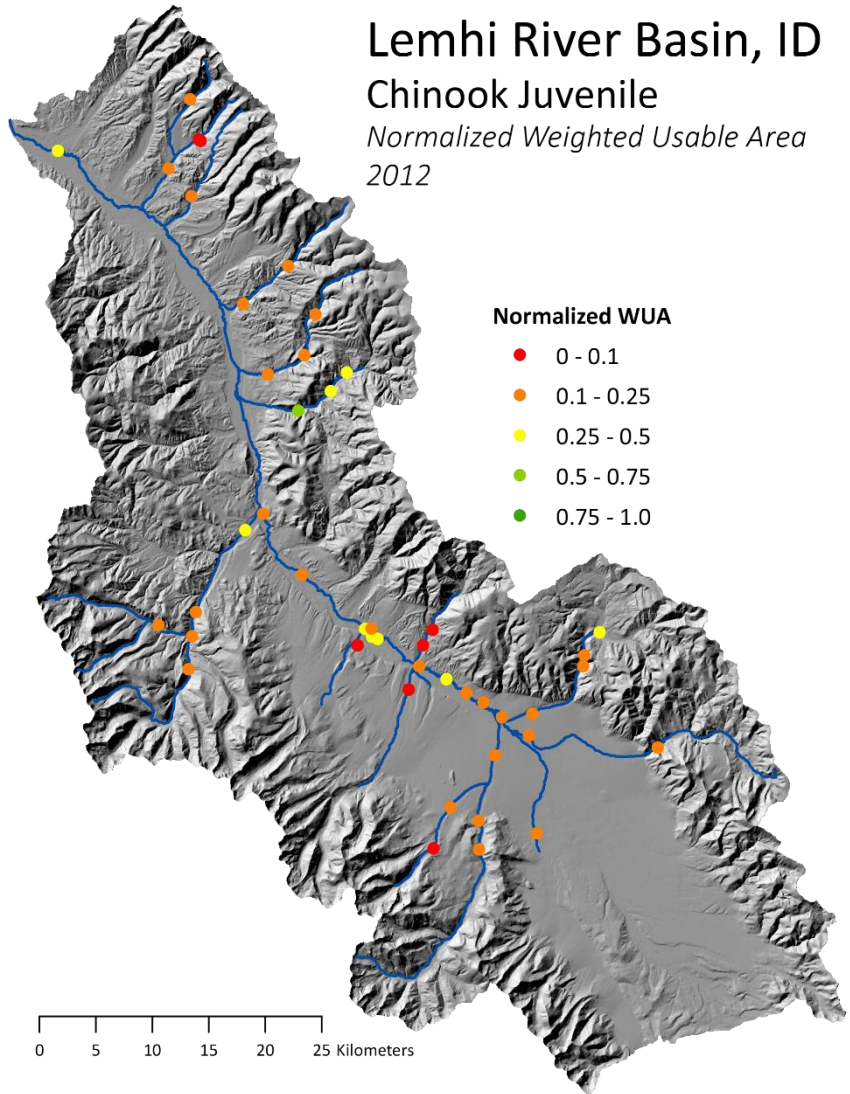 Lemhi River Basin, ID
Chinook Juvenile
Normalized Weighted Usable Area
2012
Normalized WUA
0 - 0.1
0.1 - 0.25
0.25 - 0.5
0.5 - 0.75
0.75 - 1.0
0 5 10 15 20 25 Kilometers